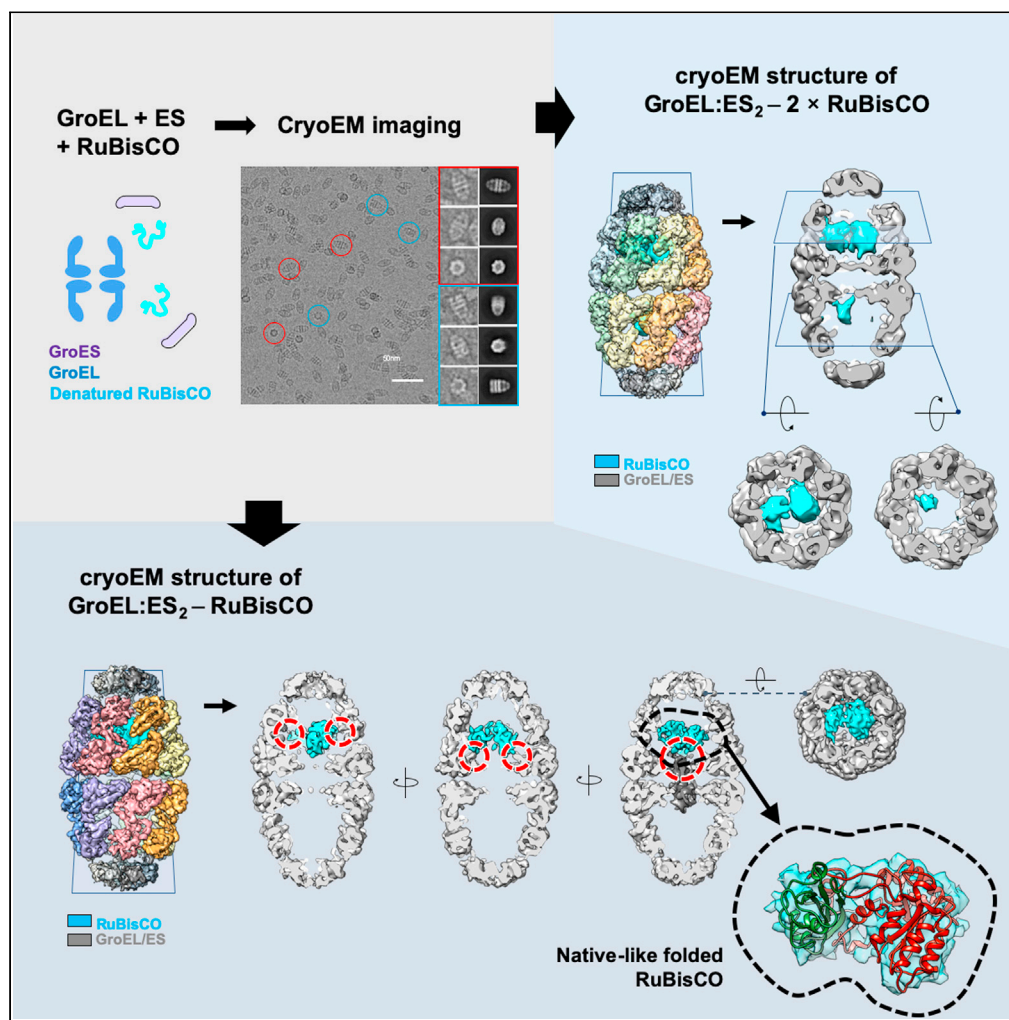 GroEL + ES
+ RuBisCO
CryoEM imaging
GroES
GroEL
Denatured RuBisCO
50nm
cryoEM structure of
GroEL:ES₂ – 2 × RuBisCO
RuBisCO
GroEL/ES
cryoEM structure of
GroEL:ES₂ – RuBisCO
RuBisCO
GroEL/ES
Native-like folded
RuBisCO